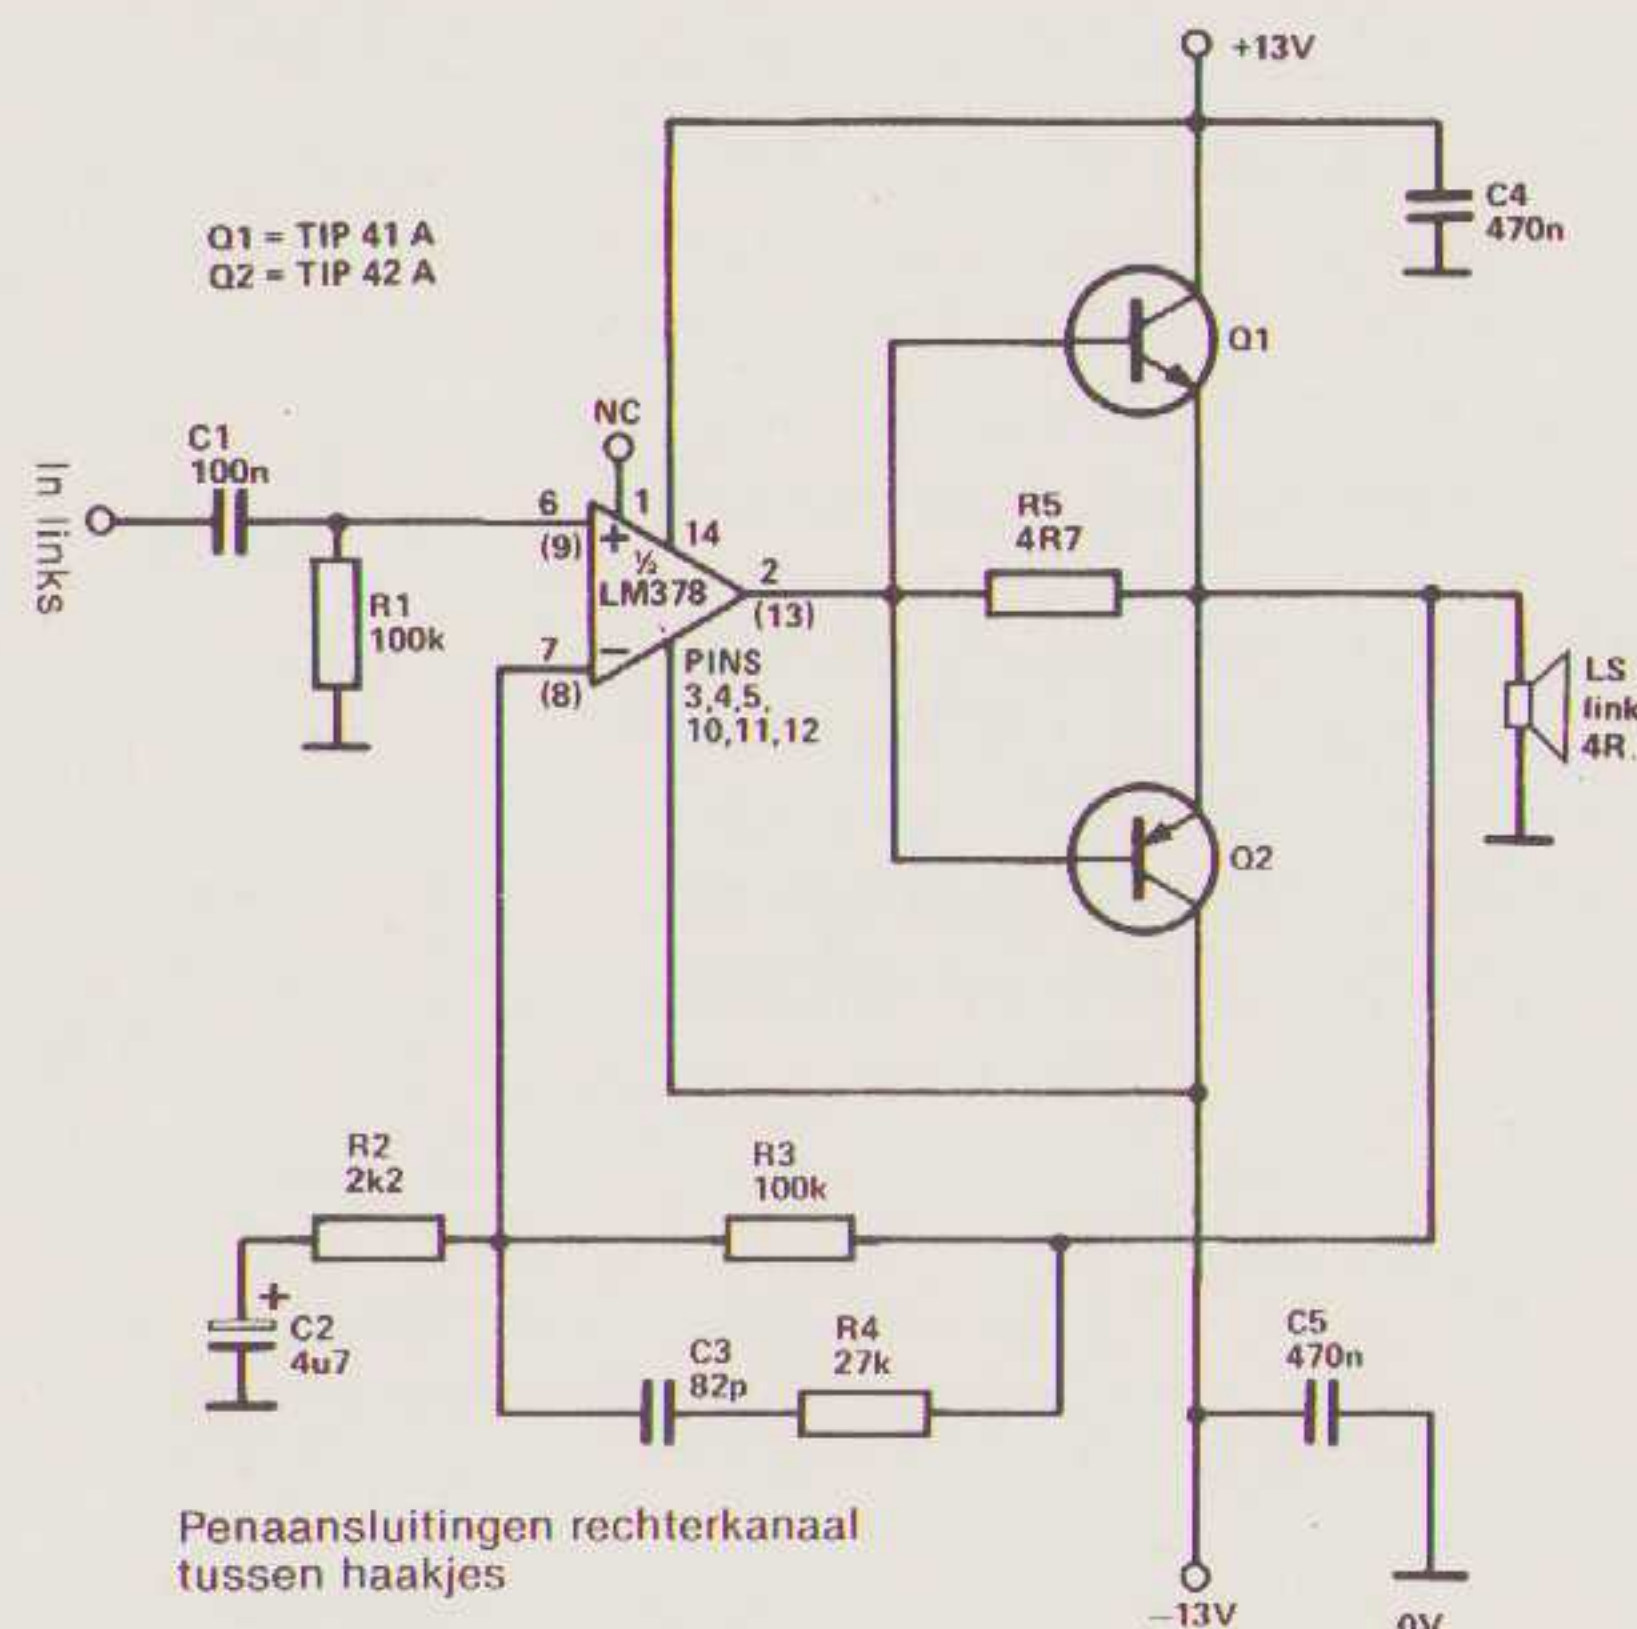 +13V
C4
470n
Q1 = TIP 41 A
Q2 = TIP 42 A
Q1
NC
C1
100n
In links
6
(9)
1
+
14
½
LM378
2
(13)
R5
4R7
R1
100k
7
(8)
−
PINS
3,4,5,
10,11,12
LS
link
4R.
Q2
R2
2k2
R3
100k
+
C2
4u7
C3
82p
R4
27k
C5
470n
Penaansluitingen rechterkanaal
tussen haakjes
−13V
0V